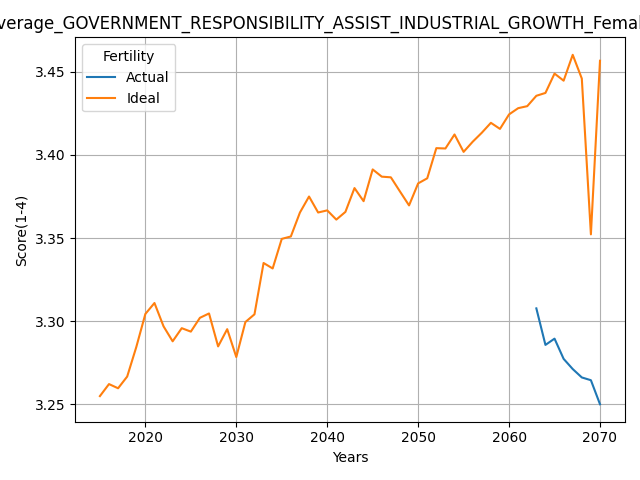 verage_GOVERNMENT_RESPONSIBILITY_ASSIST_INDUSTRIAL_GROWTH_Femal
Fertility
Actual
Ideal
3.45
3.40
3.35
3.30
3.25
Score(1-4)
2020 2030 2040 2050 2060 2070
Years